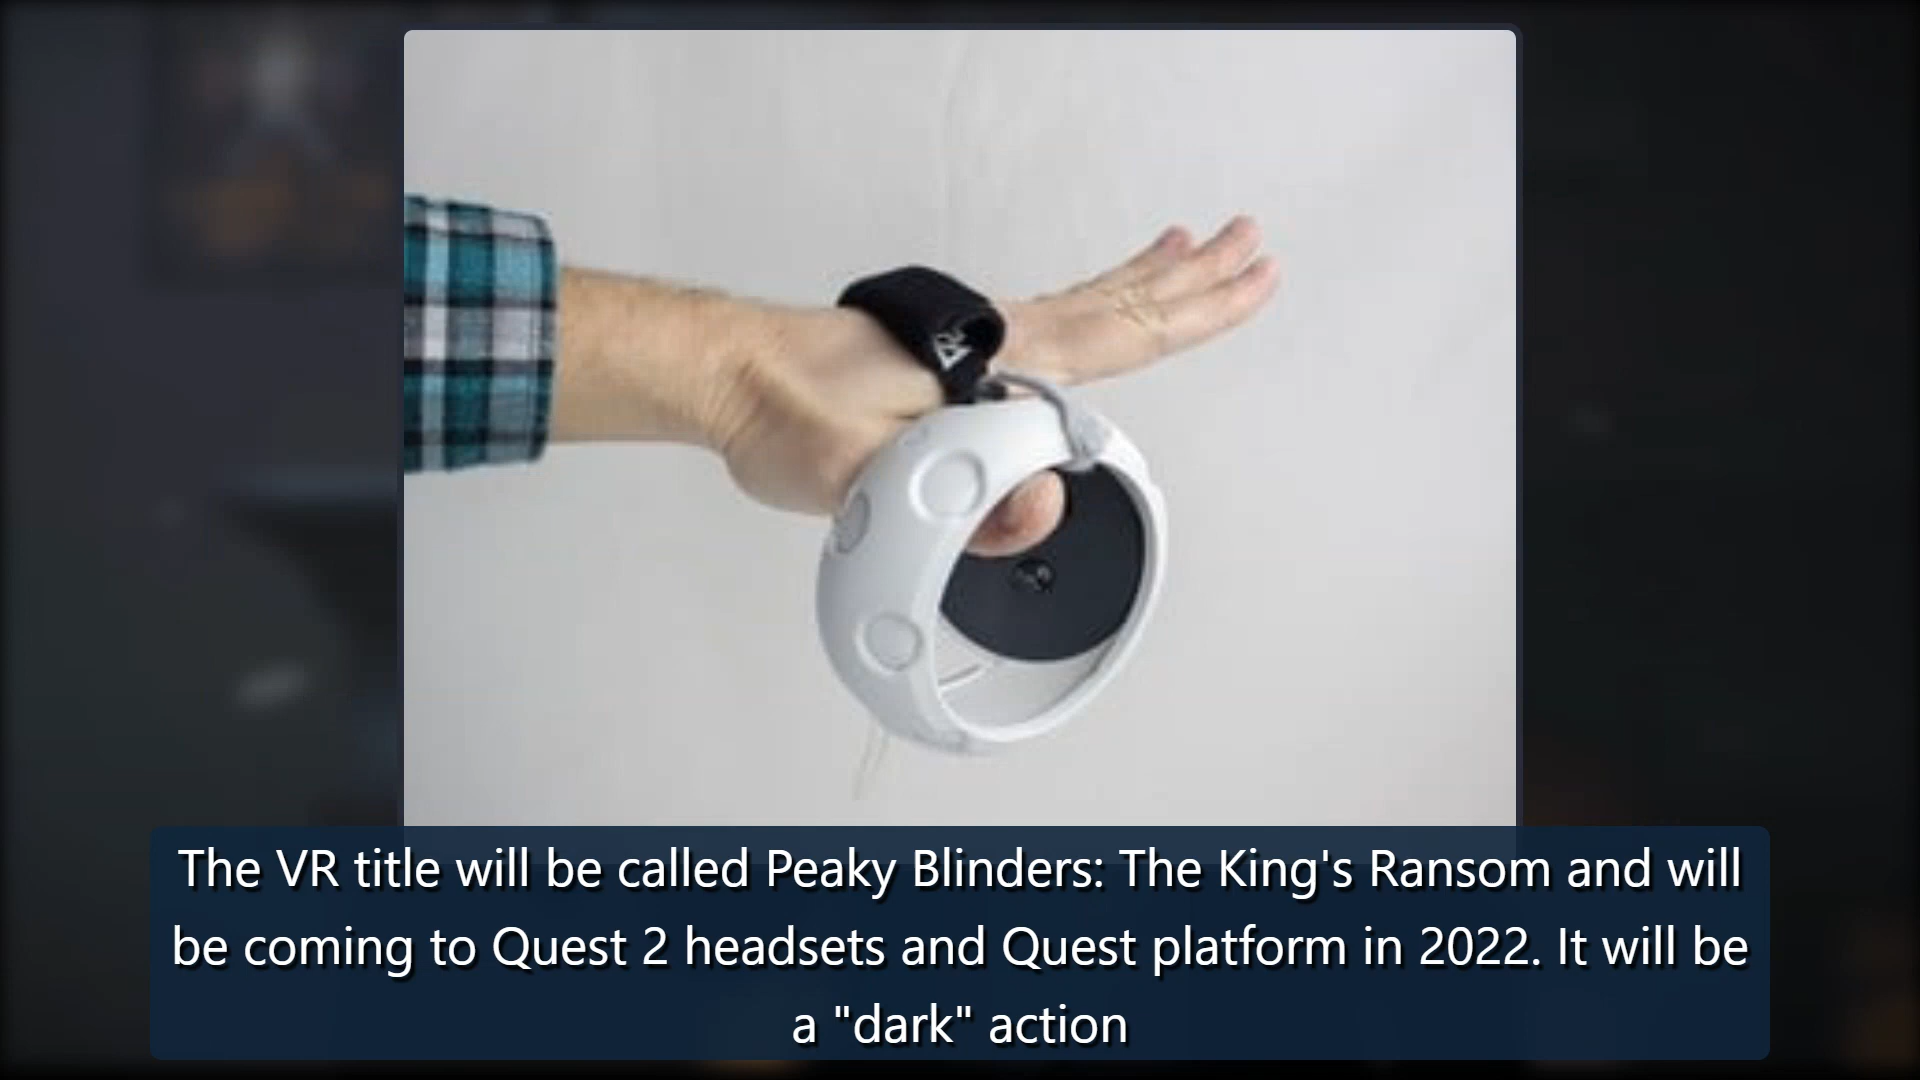 The VR title will be called Peaky Blinders: The King's Ransom and will
be coming to Quest 2 headsets and Quest platform in 2022. It will be
a "dark" action